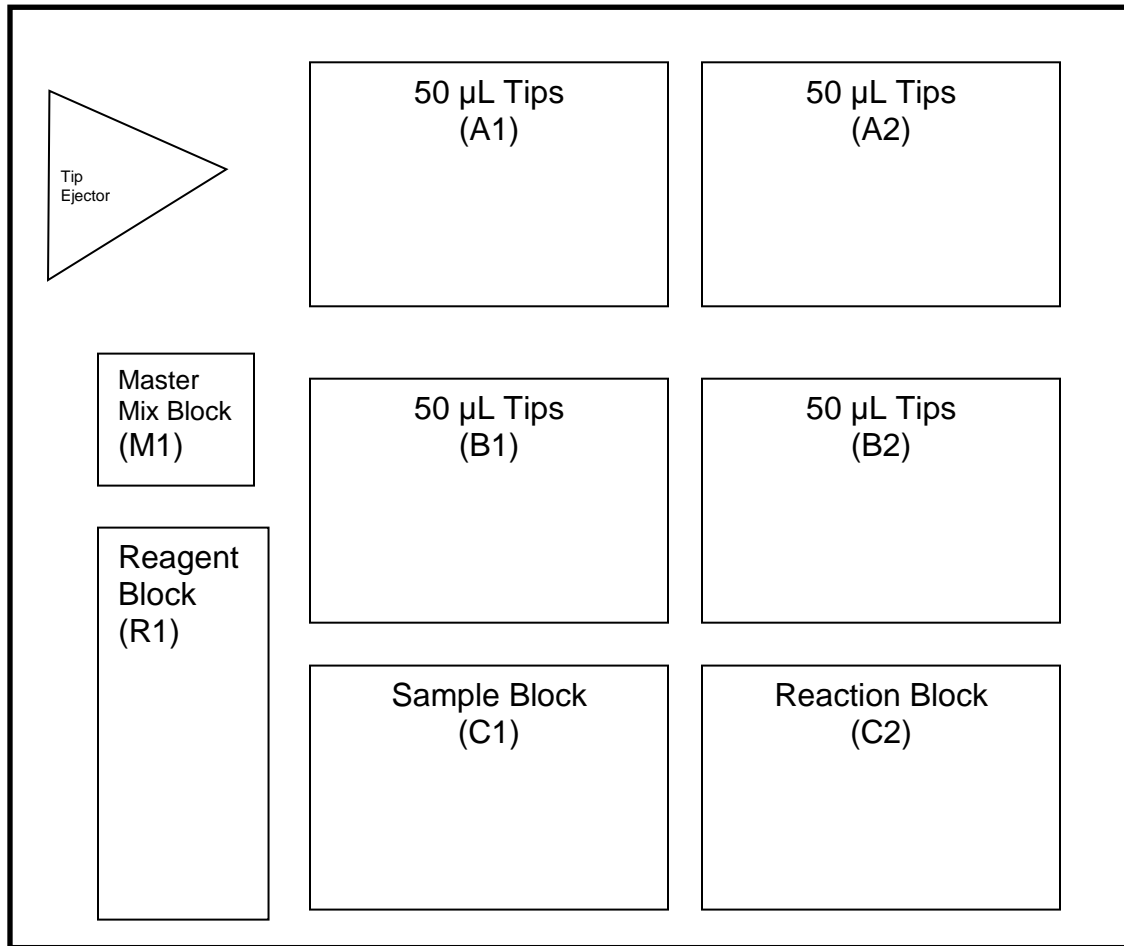 50 µL Tips
(A1)
50 µL Tips
(A2)
Tip
Ejector
Master
Mix Block
(M1)
50 µL Tips
(B1)
50 µL Tips
(B2)
Reagent
Block
(R1)
Sample Block
(C1)
Reaction Block
(C2)